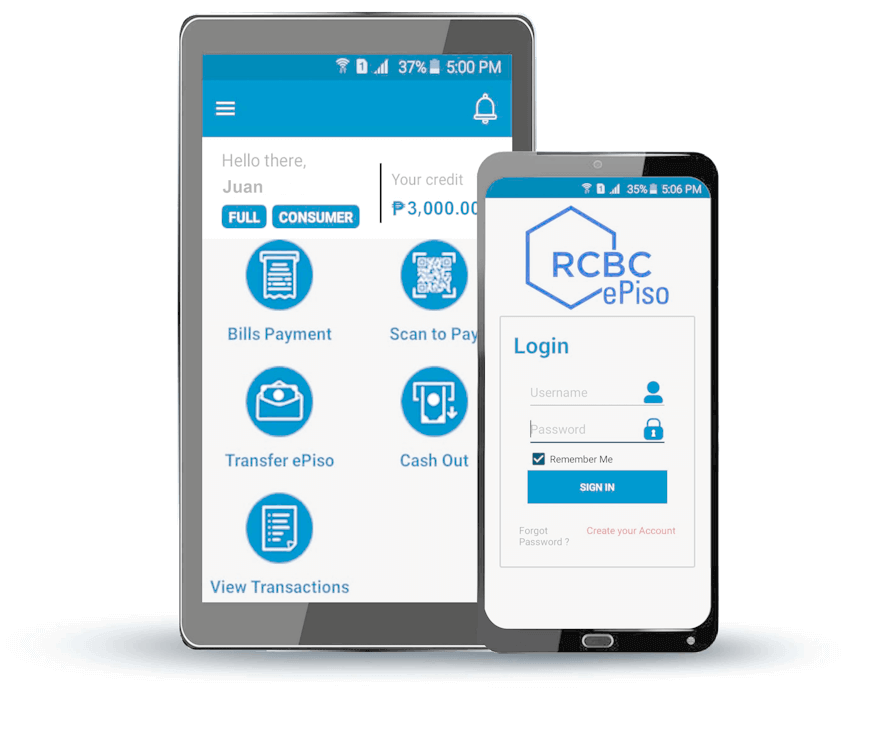 37% 5:00 PM
Hello there,
Juan
FULL CONSUMER
Your credit
₱3,000.00
Bills Payment
Scan to Pay
Transfer ePiso
Cash Out
View Transactions
1 35% 5:06 PM
RCBC
ePiso
Login
Username
Password
Remember Me
SIGN IN
Forgot
Password ?
Create your Account